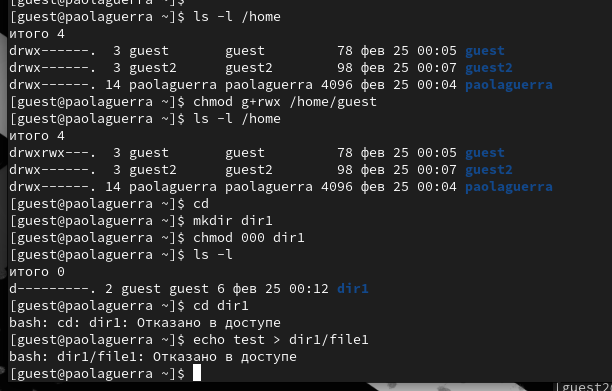 [guest@paolaguerra ~]$
[guest@paolaguerra ~]$ ls -l /home
итого 4
drwx------.  3 guest       guest         78 фев 25 00:05 guest
drwx------.  3 guest2      guest2        98 фев 25 00:07 guest2
drwx------. 14 paolaguerra paolaguerra 4096 фев 25 00:04 paolaguerra
[guest@paolaguerra ~]$ chmod g+rwx /home/guest
[guest@paolaguerra ~]$ ls -l /home
итого 4
drwxrwx---.  3 guest       guest         78 фев 25 00:05 guest
drwx------.  3 guest2      guest2        98 фев 25 00:07 guest2
drwx------. 14 paolaguerra paolaguerra 4096 фев 25 00:04 paolaguerra
[guest@paolaguerra ~]$ cd
[guest@paolaguerra ~]$ mkdir dir1
[guest@paolaguerra ~]$ chmod 000 dir1
[guest@paolaguerra ~]$ ls -l
итого 0
d---------. 2 guest guest 6 фев 25 00:12 dir1
[guest@paolaguerra ~]$ cd dir1
bash: cd: dir1: Отказано в доступе
[guest@paolaguerra ~]$ echo test > dir1/file1
bash: dir1/file1: Отказано в доступе
[guest@paolaguerra ~]$
[guest2